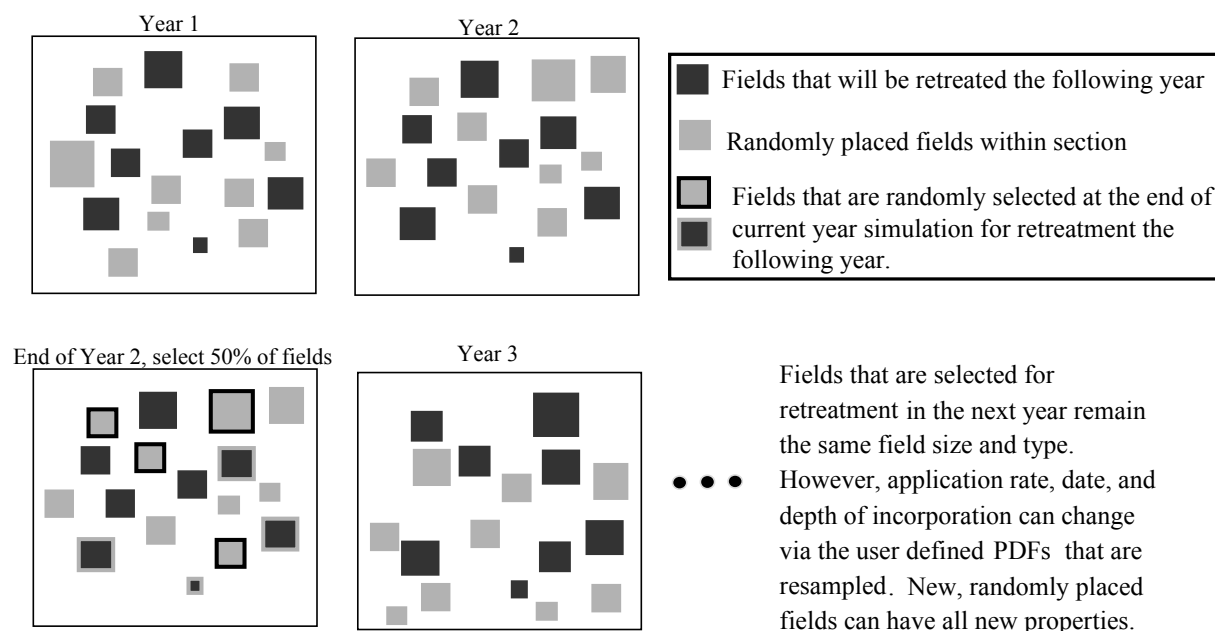 Year 1
Year 2
Fields that will be retreated the following year
Randomly placed fields within section
Fields that are randomly selected at the end of
current year simulation for retreatment the
following year.
End of Year 2, select 50% of fields
Year 3
Fields that are selected for
retreatment in the next year remain
the same field size and type.
However, application rate, date, and
depth of incorporation can change
via the user defined PDFs that are
resampled. New, randomly placed
fields can have all new properties.